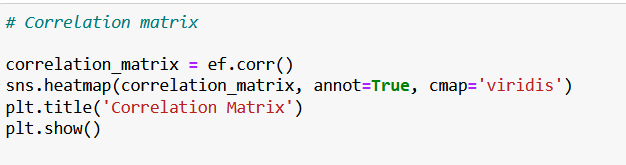 # Correlation matrix
correlation_matrix = ef.corr()
sns.heatmap(correlation_matrix, annot=True, cmap='viridis')
plt.title('Correlation Matrix')
plt.show()